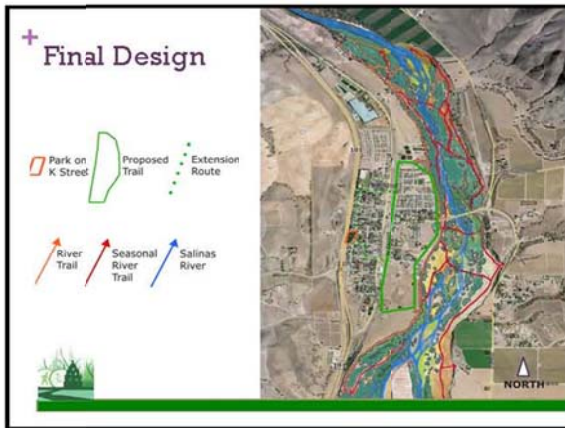 +
Final Design
Park on
K Street
Proposed
Trail
Extension
Route
River
Trail
Seasonal
River
Trail
Salinas
River
NORTH